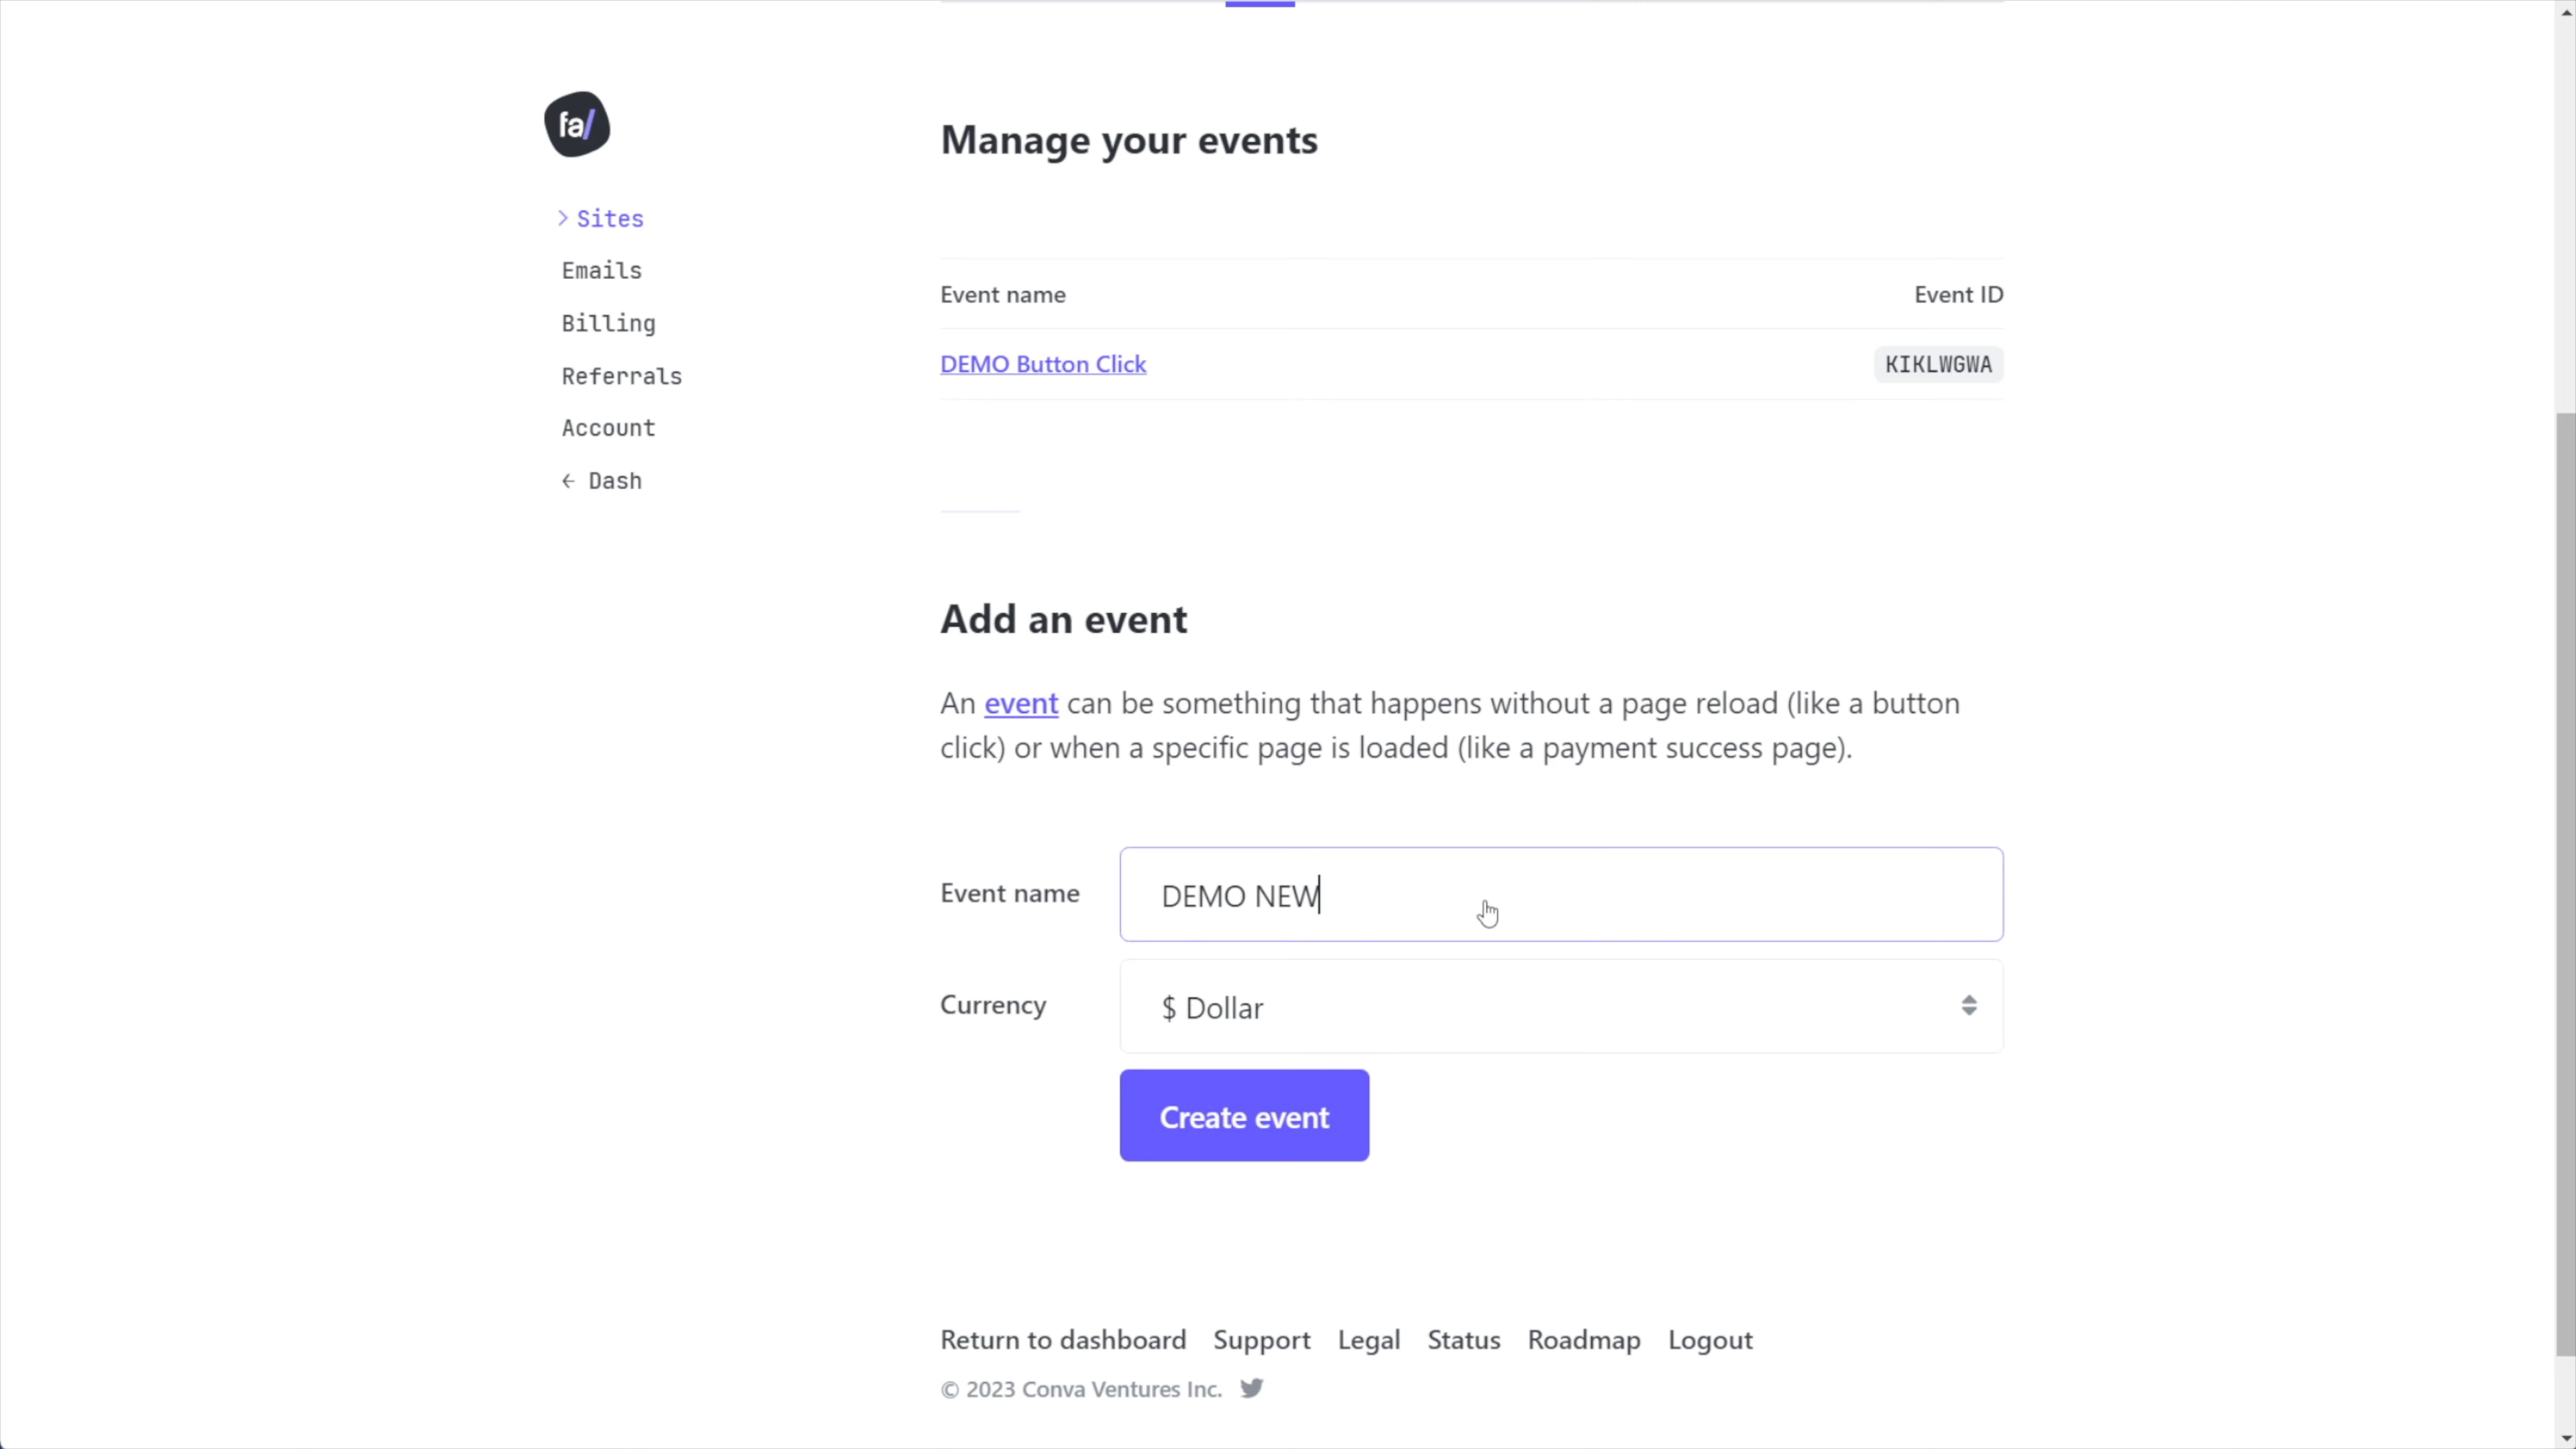 fa/
Sites
Emails
Billing
Referrals
Account
← Dash
Manage your events
Event name
Event ID
DEMO Button Click
KIKLWGWA
Add an event
An event can be something that happens without a page reload (like a button
click) or when a specific page is loaded (like a payment success page).
Event name
DEMO NEW
Currency
$ Dollar
Create event
Return to dashboard Support Legal Status Roadmap Logout
© 2023 Conva Ventures Inc.